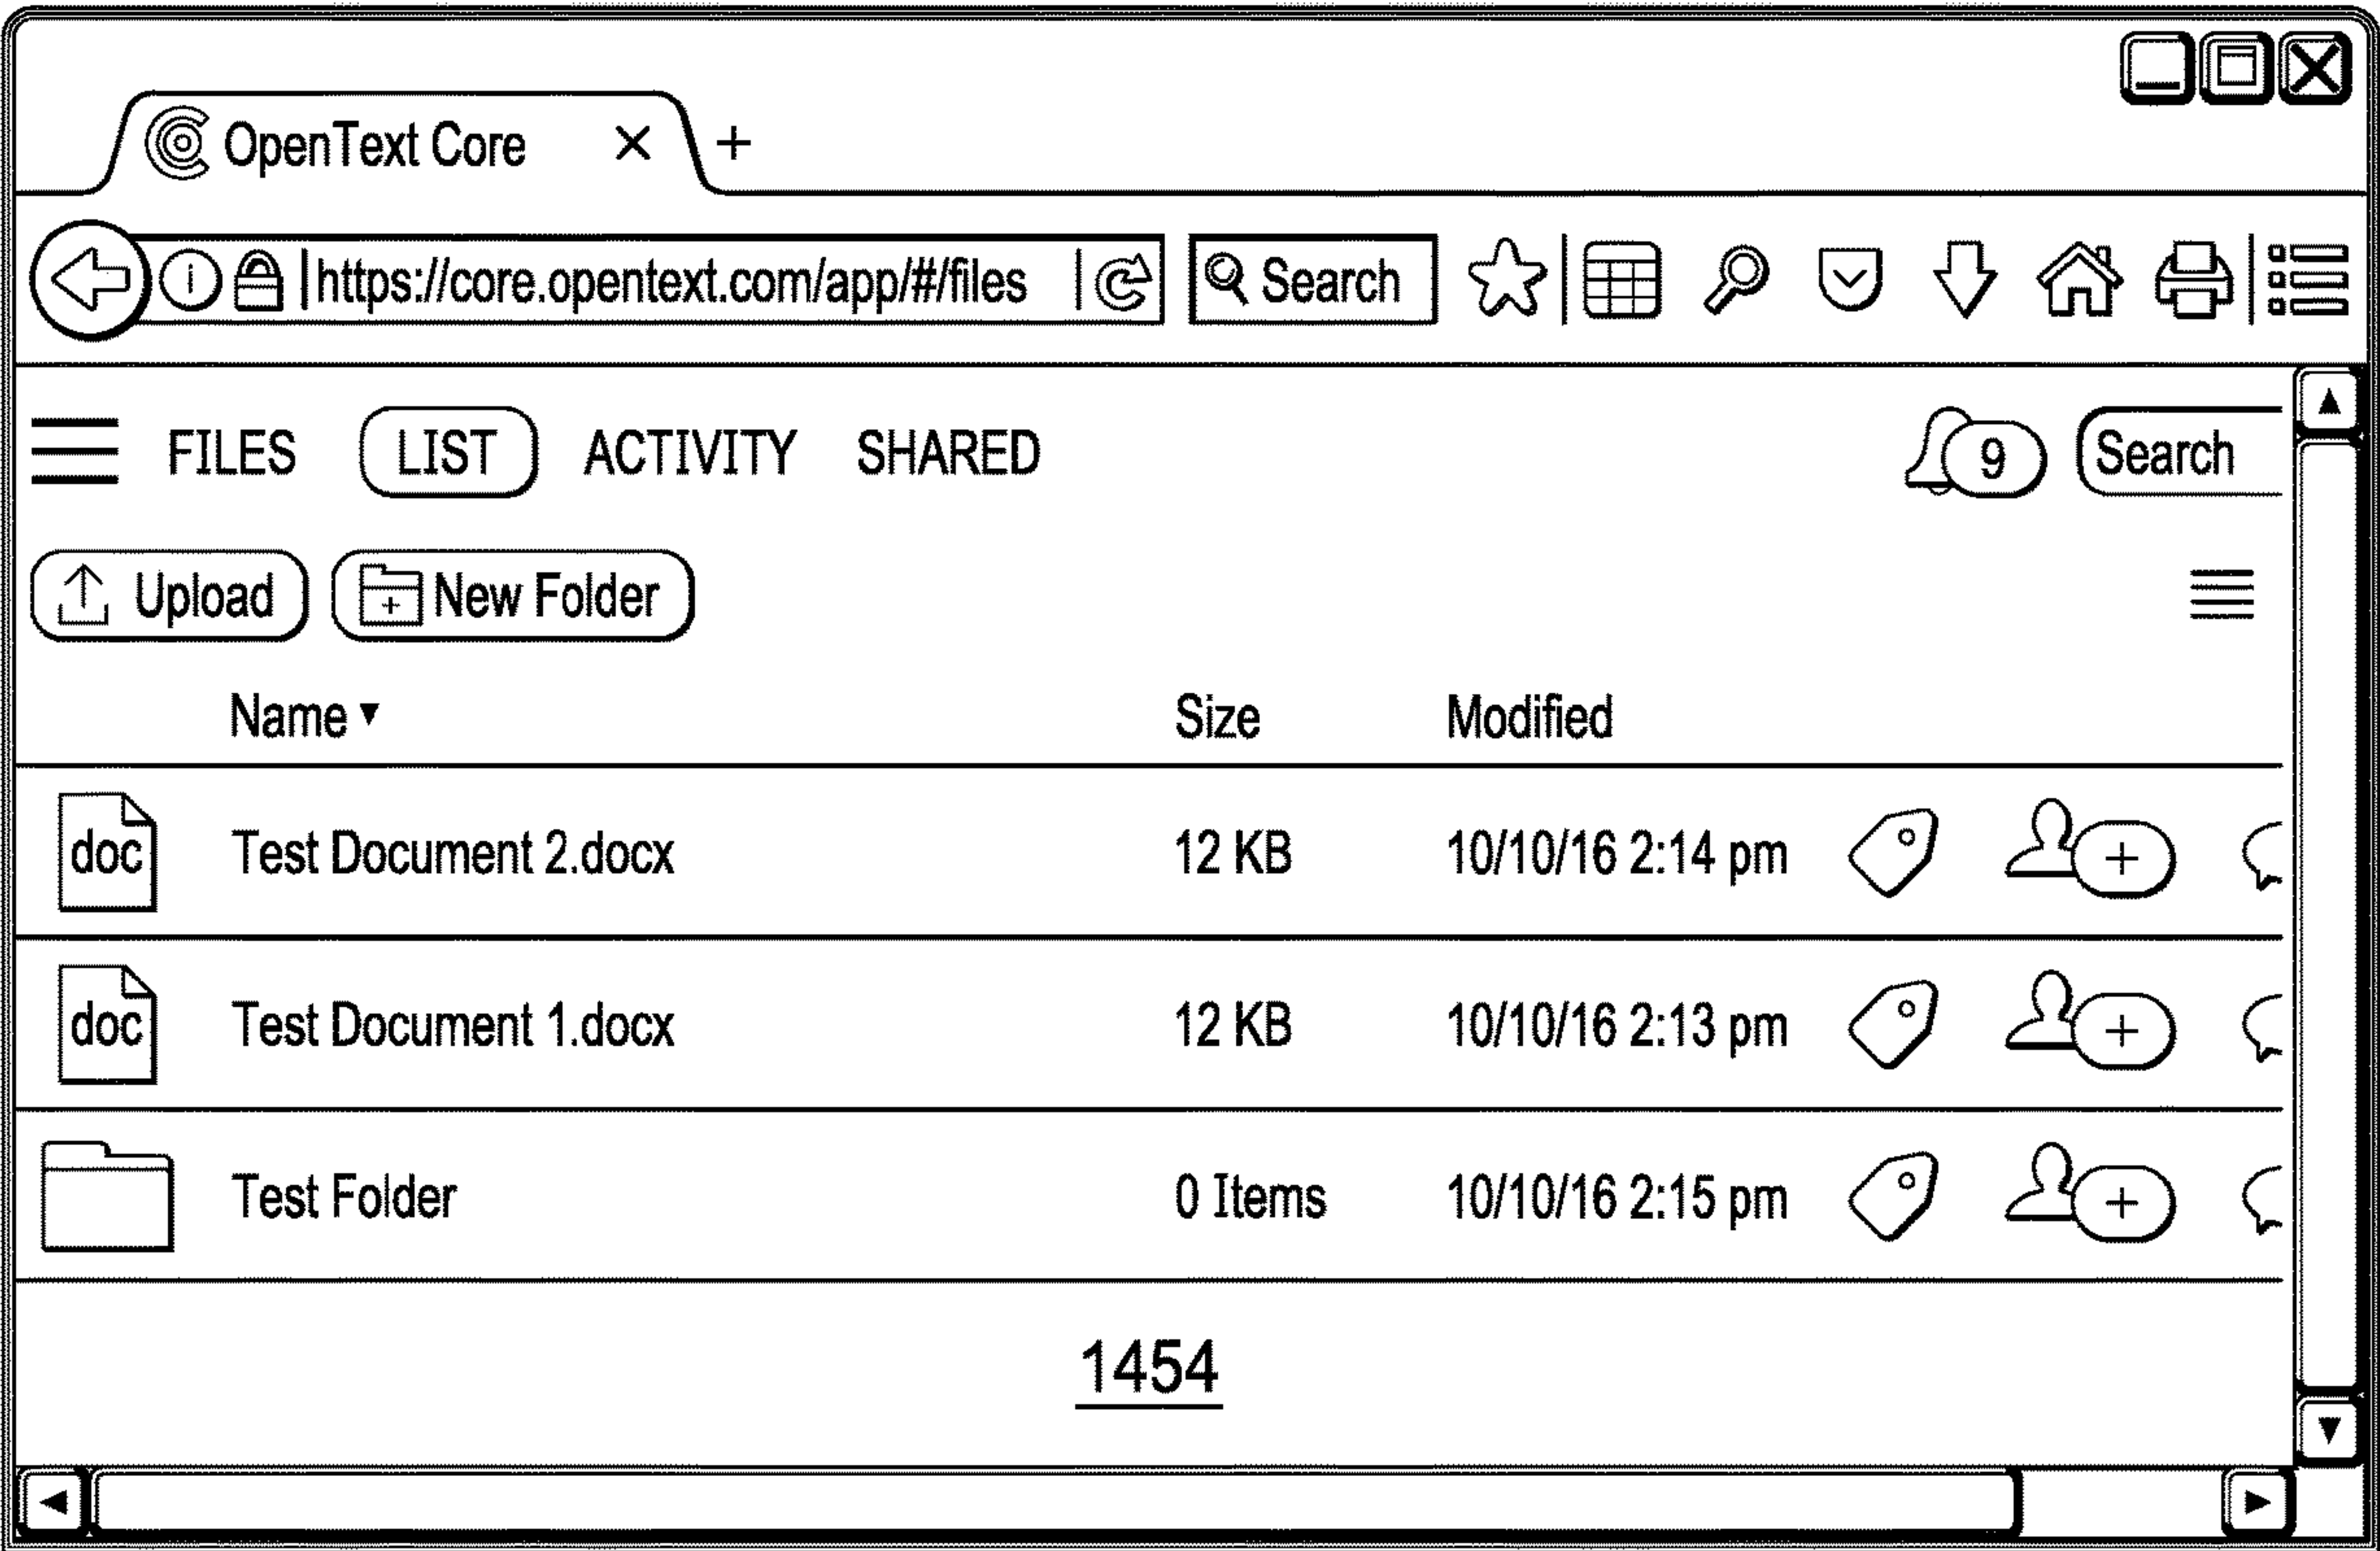 OpenText Core
https://core.opentext.com/app/#/files Search
FILES LIST ACTIVITY SHARED 9 Search
Upload New Folder
Name Size Modified
doc Test Document 2.docx 12 KB 10/10/16 2:14 pm
doc Test Document 1.docx 12 KB 10/10/16 2:13 pm
Test Folder 0 Items 10/10/16 2:15 pm
1454